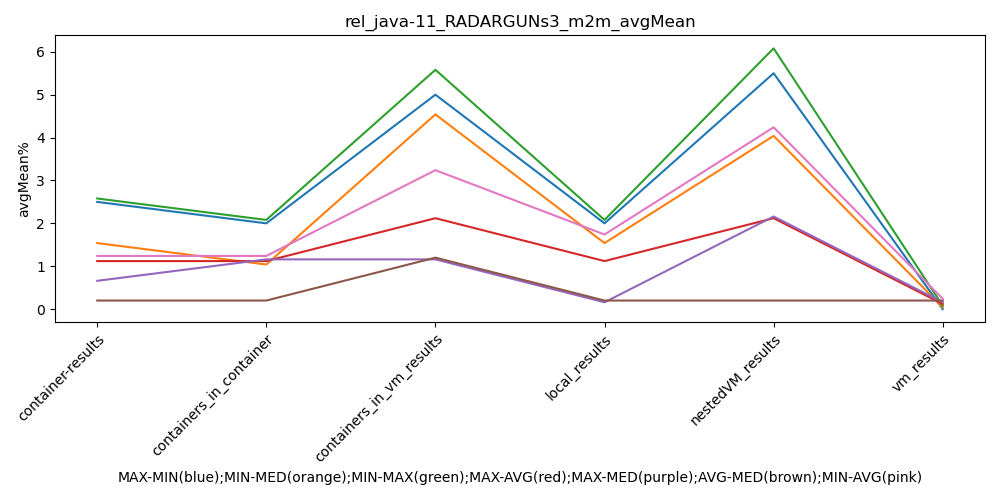 rel_java-11_RADARGUNs3_m2m_avgMean
avgMean%
6
5
4
3
2
1
0
container-results
containers_in_container
containers_in_vm_results
local_results
nestedVM_results
vm_results
MAX-MIN(blue);MIN-MED(orange);MIN-MAX(green);MAX-AVG(red);MAX-MED(purple);AVG-MED(brown);MIN-AVG(pink)